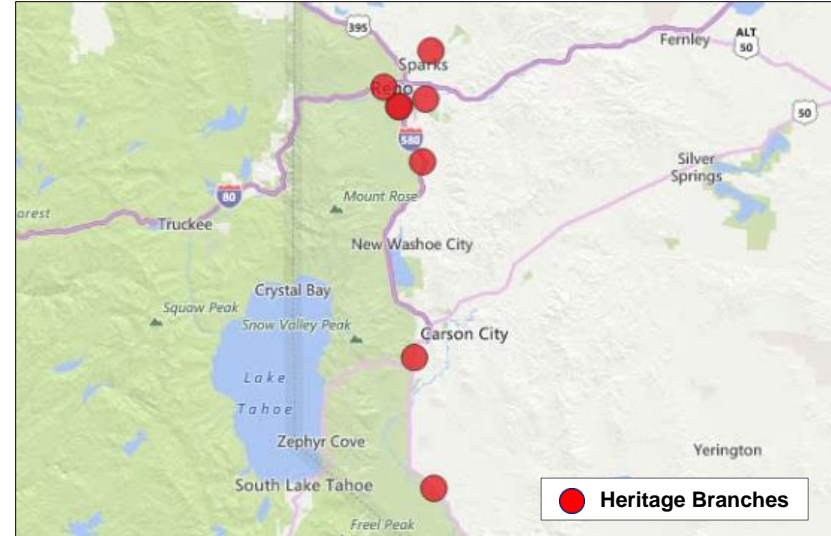 395
Fernley
ALT
50
Sparks
Reno
50
580
Silver
Springs
Mount Rose
80
orest
Truckee
New Washoe City
Crystal Bay
Squaw Peak
Snow Valley Peak
Carson City
Lake
Tahoe
Zephyr Cove
Yerington
South Lake Tahoe
Heritage Branches
Freel Peak